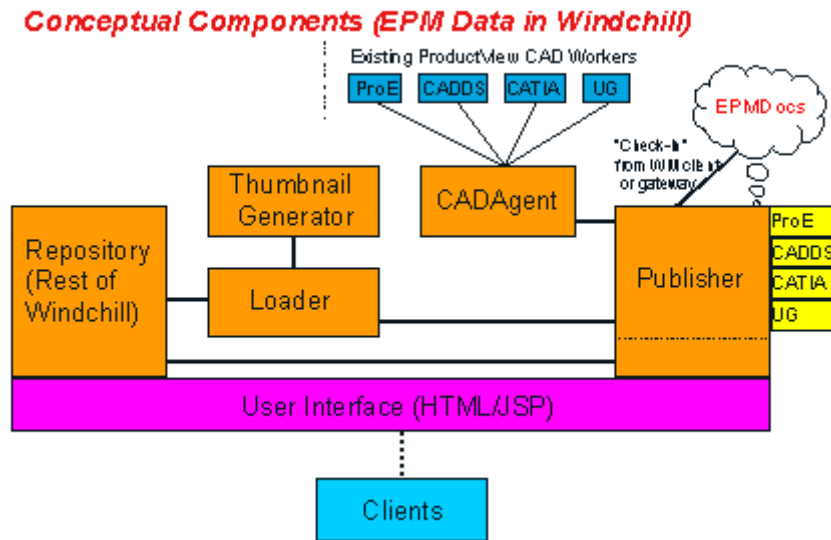 Conceptual Components (EPM Data in Windchill)
Existing ProductView CAD Workers
ProE
CADDS
CATIA
UG
EPMDocs
"Check-In"
from WM client
or gateway
Thumbnail
Generator
CADAgent
Repository
(Rest of
Windchill)
Loader
Publisher
ProE
CADDS
CATIA
UG
User Interface (HTML/JSP)
Clients